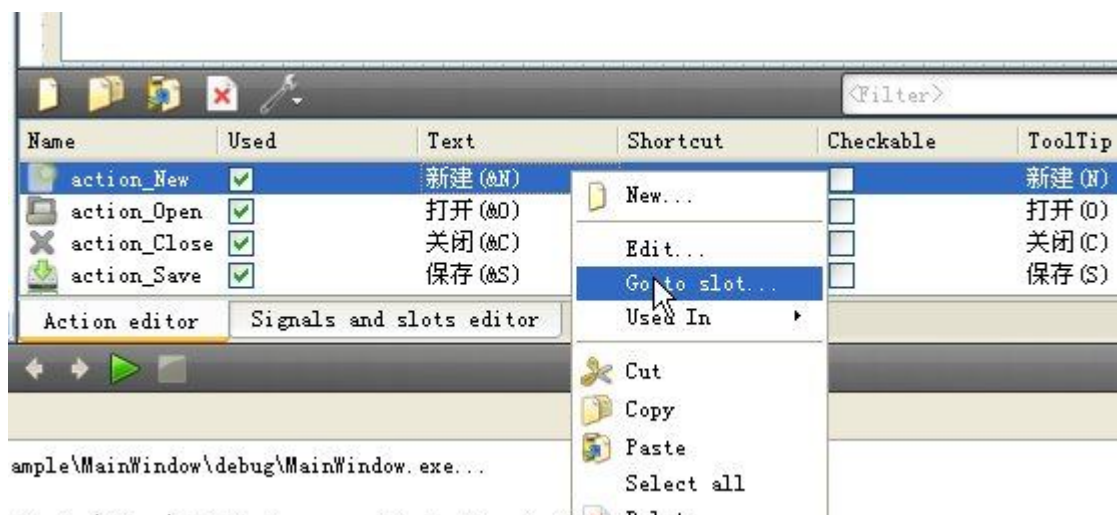 <Filter>
Name Used Text Shortcut Checkable ToolTip
action_New 新建(&N) 新建(N)
action_Open 打开(&O) 打开(O)
action_Close 关闭(&C) 关闭(C)
action_Save 保存(&S) 保存(S)
New...
Edit...
Go to slot...
Used In
Cut
Copy
Paste
Select all
Action editor Signals and slots editor
ample\MainWindow\debug\MainWindow.exe...